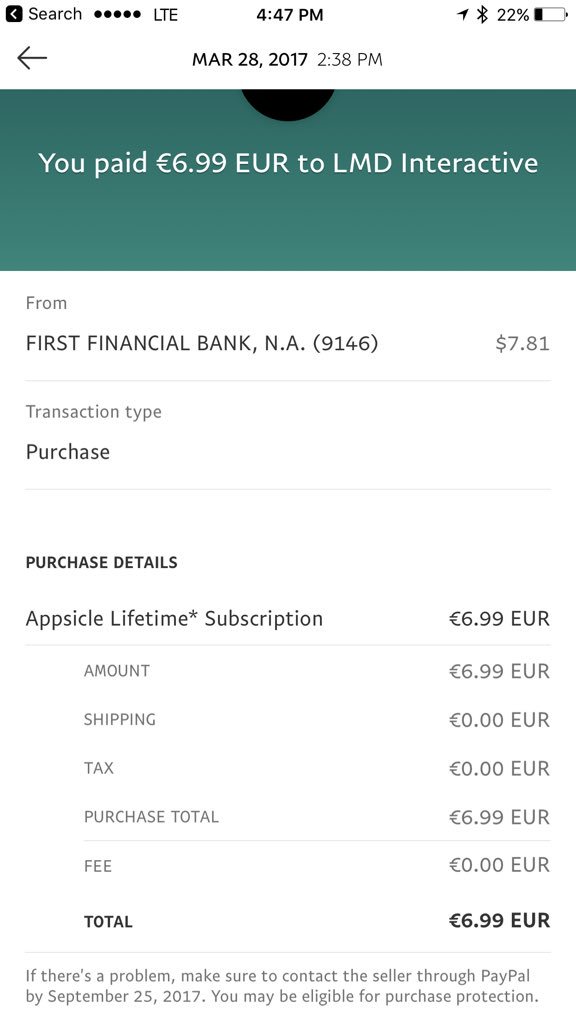 Search ●●●●● LTE 4:47 PM 22%
MAR 28, 2017 2:38 PM
You paid €6.99 EUR to LMD Interactive
From
FIRST FINANCIAL BANK, N.A. (9146) $7.81
Transaction type
Purchase
PURCHASE DETAILS
Appsicle Lifetime* Subscription €6.99 EUR
AMOUNT €6.99 EUR
SHIPPING €0.00 EUR
TAX €0.00 EUR
PURCHASE TOTAL €6.99 EUR
FEE €0.00 EUR
TOTAL €6.99 EUR
If there's a problem, make sure to contact the seller through PayPal
by September 25, 2017. You may be eligible for purchase protection.